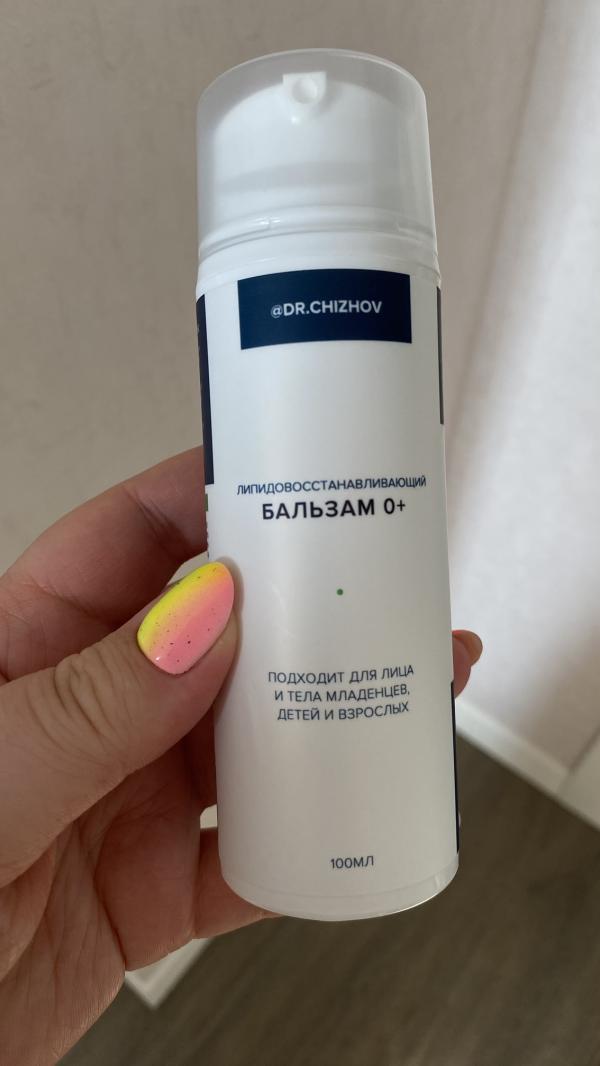 @DR.CHIZHOV
ЛИПИДОВОССТАНАВЛИВАЮЩИЙ
БАЛЬЗАМ 0+
ПОДХОДИТ ДЛЯ ЛИЦА
И ТЕЛА МЛАДЕНЦЕВ,
ДЕТЕЙ И ВЗРОСЛЫХ
100МЛ